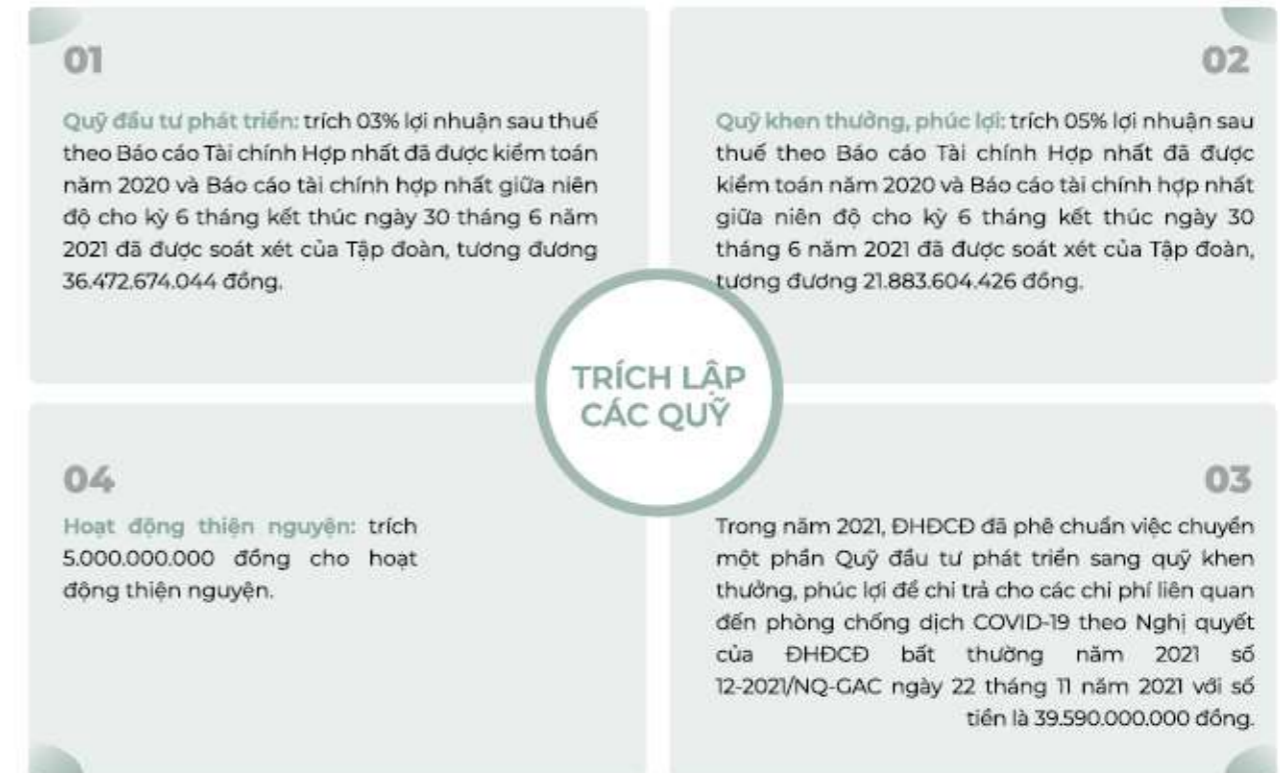 01
Quỹ đầu tư phát triển: trích 03% lợi nhuận sau thuế
theo Báo cáo Tài chính Hợp nhất đã được kiểm toán
năm 2020 và Báo cáo tài chính hợp nhất giữa niên
độ cho kỳ 6 tháng kết thúc ngày 30 tháng 6 năm
2021 đã được soát xét của Tập đoàn, tương đương
36.472.674.044 đồng.
02
Quỹ khen thưởng, phúc lợi: trích 05% lợi nhuận sau
thuế theo Báo cáo Tài chính Hợp nhất đã được
kiểm toán năm 2020 và Báo cáo tài chính hợp nhất
giữa niên độ cho kỳ 6 tháng kết thúc ngày 30
tháng 6 năm 2021 đã được soát xét của Tập đoàn,
tương đương 21.883.604.426 đồng.
TRÍCH LẬP
CÁC QUỸ
03
Trong năm 2021, ĐHĐCĐ đã phê chuẩn việc chuyển
một phần Quỹ đầu tư phát triển sang quỹ khen
thưởng, phúc lợi để chi trả cho các chi phí liên quan
đến phòng chống dịch COVID-19 theo Nghị quyết
của ĐHĐCĐ bất thường năm 2021 số
12-2021/NQ-GAC ngày 22 tháng 11 năm 2021 với số
tiền là 39.590.000.000 đồng.
04
Hoạt động thiện nguyện: trích
5.000.000.000 đồng cho hoạt
động thiện nguyện.